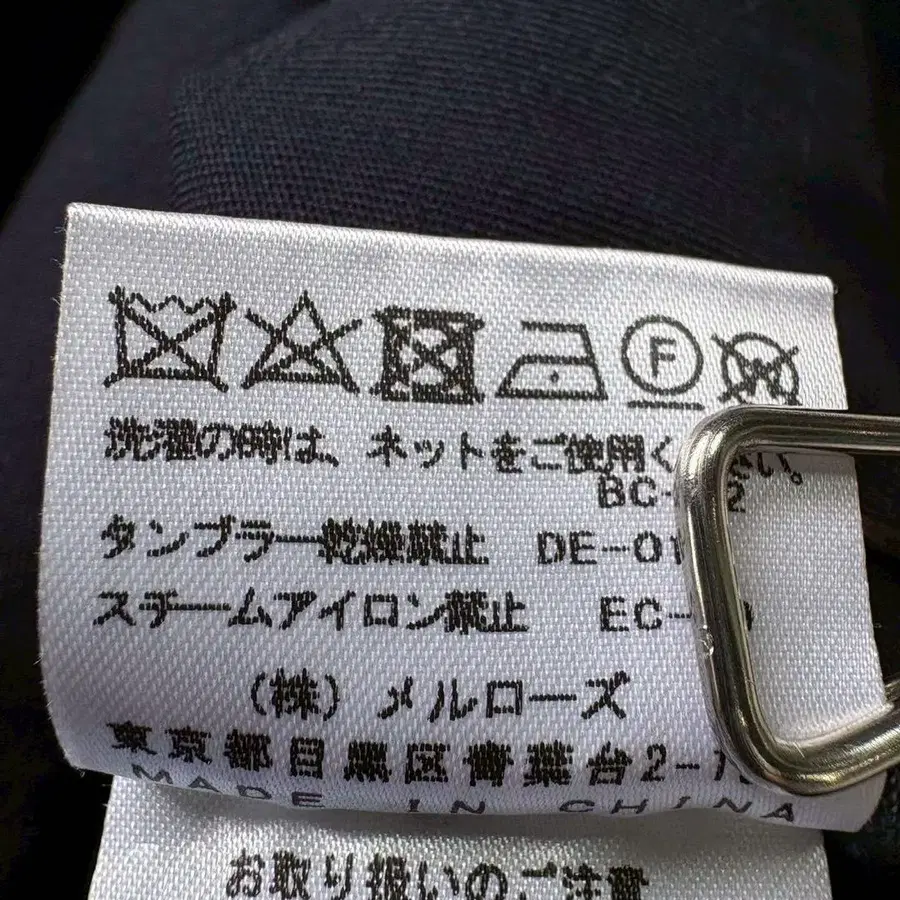 F
洗濯の時は、ネットをご使用く
い。
BC-
タンブラー乾燥禁止 DE-01
スチームアイロン禁止 EC-
(株)メルローズ
東京都目黒区青葉台2-1
MADE IN CHINA
お取り扱いのご注意